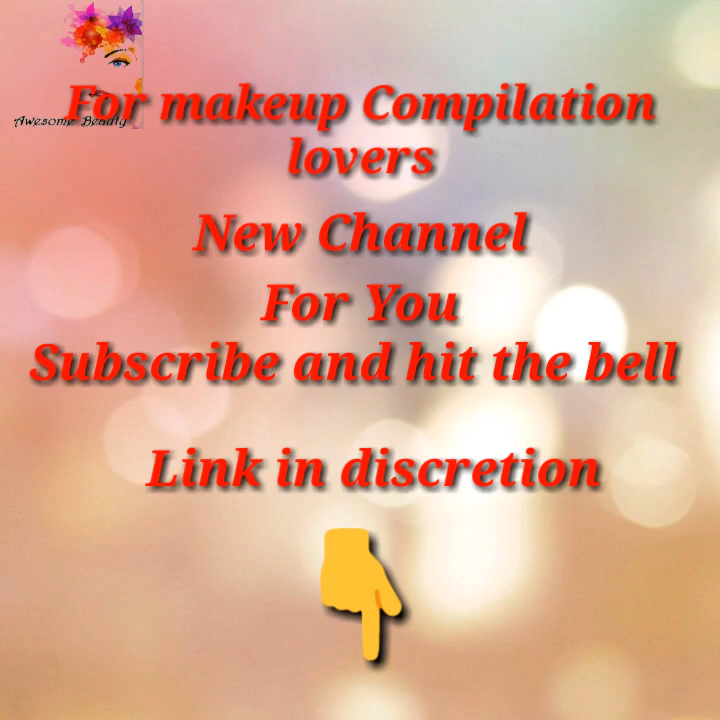 For makeup Compilation
lovers
Awesome Beauty
New Channel
For You
Subscribe and hit the bell
Link in discretion